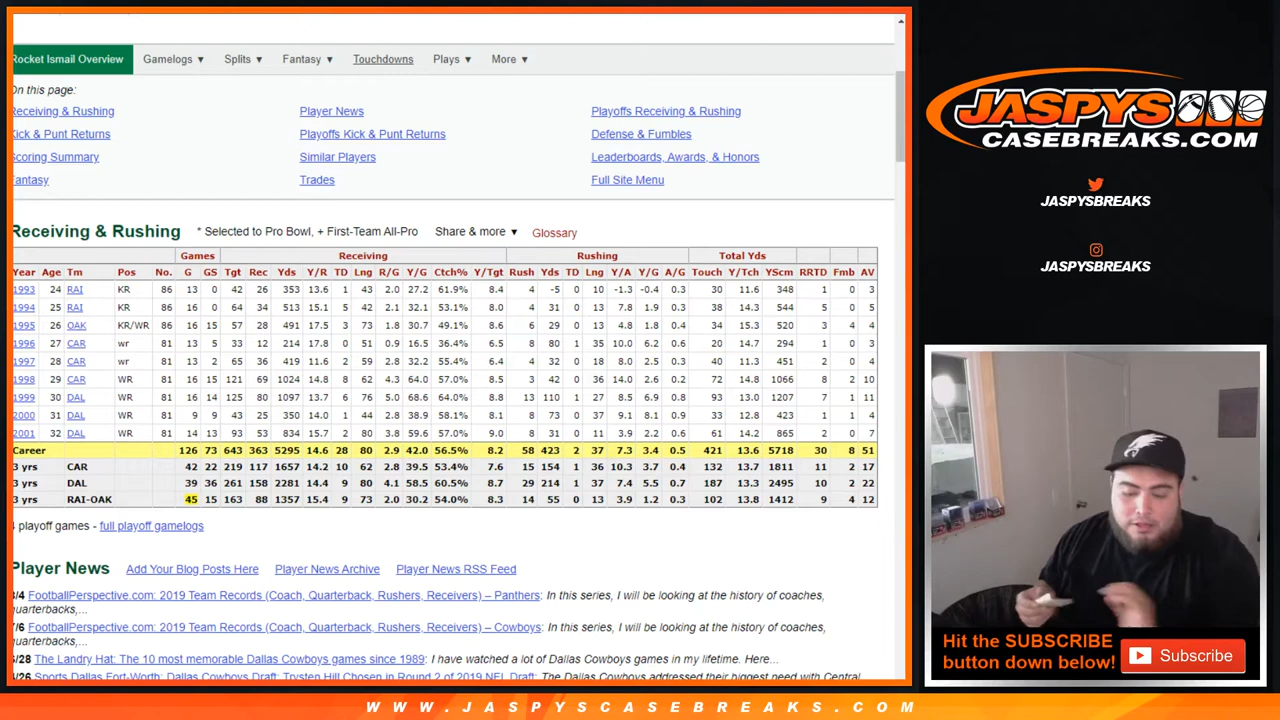 Rocket Ismail Overview Gamelogs ▼ Splits ▼ Fantasy ▼ Touchdowns Plays ▼ More ▼
On this page:
Receiving & Rushing Player News Playoffs Receiving & Rushing
Kick & Punt Returns Playoffs Kick & Punt Returns Defense & Fumbles
Scoring Summary Similar Players Leaderboards, Awards, & Honors
Fantasy Trades Full Site Menu
Receiving & Rushing * Selected to Pro Bowl, + First-Team All-Pro Share & more ▼ Glossary
Games Receiving Rushing Total Yds
Year Age Tm Pos No. G GS Tgt Rec Yds Y/R TD Lng R/G Y/G Ctch% Y/Tgt Rush Yds TD Lng Y/A Y/G A/G Touch Y/Tch YScm RRTD Fmb AV
1993 24 RAI KR 86 13 0 42 26 353 13.6 1 43 2.0 27.2 61.9% 8.4 4 -5 0 10 -1.3 -0.4 0.3 30 11.6 348 1 0 3
1994 25 RAI KR 86 16 0 64 34 513 15.1 5 42 2.1 32.1 53.1% 8.0 4 31 0 13 7.8 1.9 0.3 38 14.3 544 5 0 5
1995 26 OAK KR/WR 86 16 15 57 28 491 17.5 3 73 1.8 30.7 49.1% 8.6 6 29 0 13 4.8 1.8 0.4 34 15.3 520 3 4 4
1996 27 CAR wr 81 13 5 33 12 214 17.8 0 51 0.9 16.5 36.4% 6.5 8 80 1 35 10.0 6.2 0.6 20 14.7 294 1 0 3
1997 28 CAR wr 81 13 2 65 36 419 11.6 2 59 2.8 32.2 55.4% 6.4 4 32 0 18 8.0 2.5 0.3 40 11.3 451 2 0 4
1998 29 CAR WR 81 16 15 121 69 1024 14.8 8 62 4.3 64.0 57.0% 8.5 3 42 0 36 14.0 2.6 0.2 72 14.8 1066 8 2 10
1999 30 DAL WR 81 16 14 125 80 1097 13.7 6 76 5.0 68.6 64.0% 8.8 13 110 1 27 8.5 6.9 0.8 93 13.0 1207 7 1 11
2000 31 DAL WR 81 9 9 43 25 350 14.0 1 44 2.8 38.9 58.1% 8.1 8 73 0 37 9.1 8.1 0.9 33 12.8 423 1 1 4
2001 32 DAL WR 81 14 13 93 53 834 15.7 2 80 3.8 59.6 57.0% 9.0 8 31 0 11 3.9 2.2 0.6 61 14.2 865 2 0 7
Career 126 73 643 363 5295 14.6 28 80 2.9 42.0 56.5% 8.2 58 423 2 37 7.3 3.4 0.5 421 13.6 5718 30 8 51
3 yrs CAR 42 22 219 117 1657 14.2 10 62 2.8 39.5 53.4% 7.6 15 154 1 36 10.3 3.7 0.4 132 13.7 1811 11 2 17
3 yrs DAL 39 36 261 158 2281 14.4 9 80 4.1 58.5 60.5% 8.7 29 214 1 37 7.4 5.5 0.7 187 13.3 2495 10 2 22
3 yrs RAI-OAK 45 15 163 88 1357 15.4 9 73 2.0 30.2 54.0% 8.3 14 55 0 13 3.9 1.2 0.3 102 13.8 1412 9 4 12
playoff games - full playoff gamelogs
Player News Add Your Blog Posts Here Player News Archive Player News RSS Feed
/4 FootballPerspective.com: 2019 Team Records (Coach, Quarterback, Rushers, Receivers) – Panthers: In this series, I will be looking at the history of coaches,
quarterbacks,...
/6 FootballPerspective.com: 2019 Team Records (Coach, Quarterback, Rushers, Receivers) – Cowboys: In this series, I will be looking at the history of coaches,
quarterbacks,...
/28 The Landry Hat: The 10 most memorable Dallas Cowboys games since 1989: I have watched a lot of Dallas Cowboys games in my lifetime. Here...
/26 Sports Dallas Fort-Worth: Dallas Cowboys Draft: Trysten Hill Chosen in Round 2 of 2019 NFL Draft: The Dallas Cowboys addressed their biggest need with Central
JASPYS
CASEBREAKS.COM
JASPYSBREAKS
JASPYSBREAKS
Hit the SUBSCRIBE
button down below!
Subscribe
WWW.JASPYSCASEBREAKS.COM